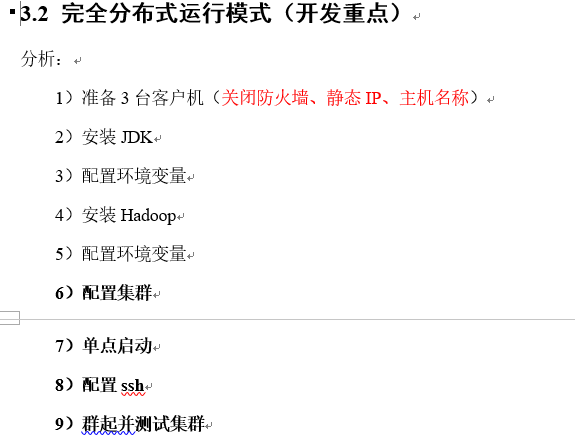 3.2 完全分布式运行模式（开发重点）
分析：
1）准备 3 台客户机（关闭防火墙、静态 IP、主机名称）
2）安装 JDK
3）配置环境变量
4）安装 Hadoop
5）配置环境变量
6）配置集群
7）单点启动
8）配置 ssh
9）群起并测试集群